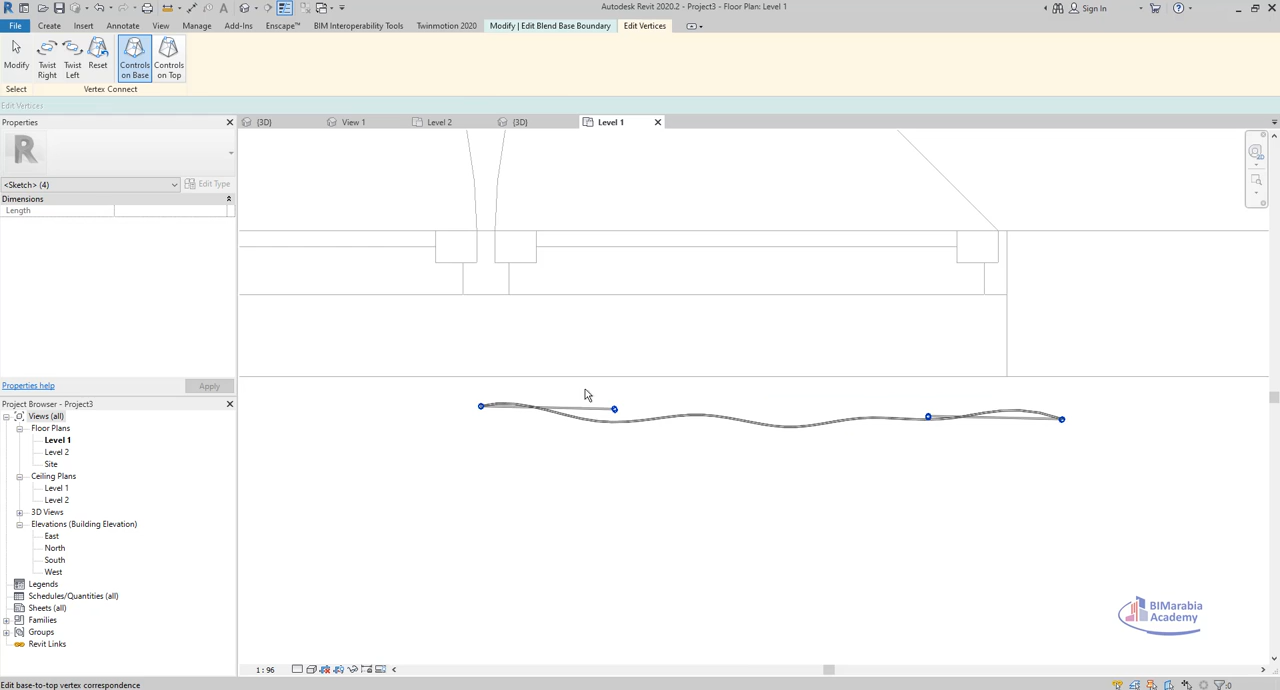 Autodesk Revit 2020.2 - Project3 - Floor Plan: Level 1
Sign In
File Create Insert Annotate View Manage Add-Ins Enscape™ BIM Interoperability Tools Twinmotion 2020 Modify | Edit Blend Base Boundary Edit Vertices
Modify Twist Right Twist Left Reset Controls on Base Controls on Top
Select Vertex Connect
Edit Vertices
Properties
(3D) View 1 Level 2 (3D) Level 1
<Sketch> (4) Edit Type
Dimensions
Length
Properties help Apply
Project Browser - Project3
Views (all)
Floor Plans
Level 1
Level 2
Site
Ceiling Plans
Level 1
Level 2
3D Views
Elevations (Building Elevation)
East
North
South
West
Legends
Schedules/Quantities (all)
Sheets (all)
Families
Groups
Revit Links
BIMarabia
Academy
1 : 96
Edit base-to-top vertex correspondence
:0